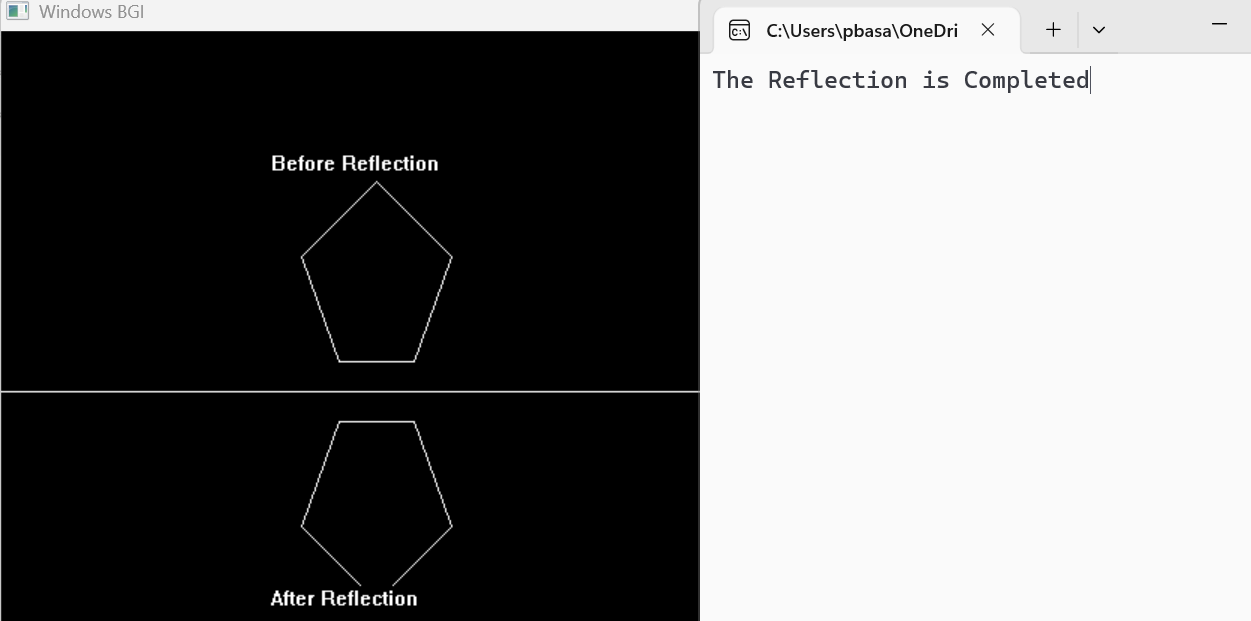 Windows BGI
C:\Users\pbasa\OneDri
The Reflection is Completed
Before Reflection
After Reflection